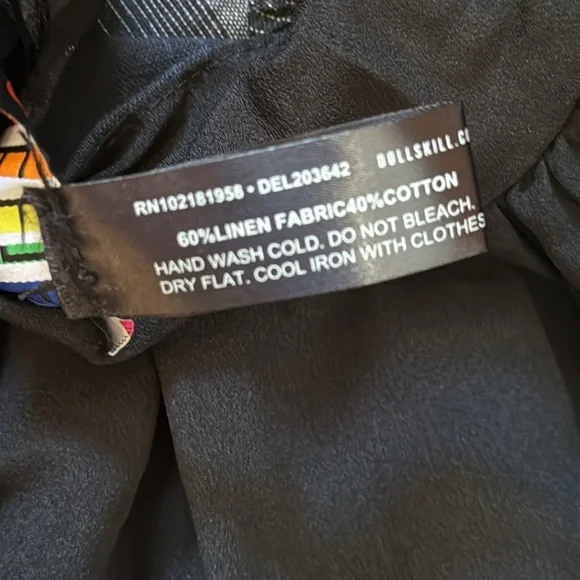 RN102181958 • DEL203642 DOLLSKILL.C
60%LINEN FABRIC40%COTTON
HAND WASH COLD. DO NOT BLEACH.
DRY FLAT. COOL IRON WITH CLOTHES